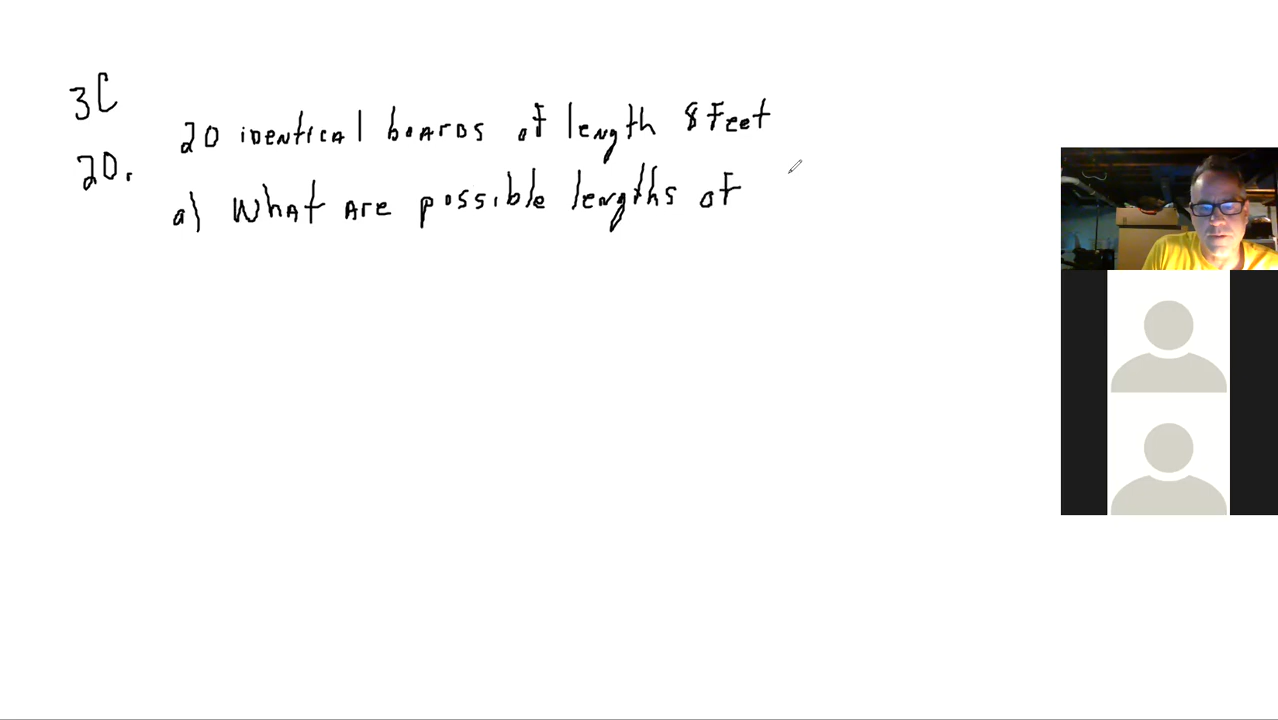 3C
20 identical boards of length 8 feet
20.
a) What are possible lengths of